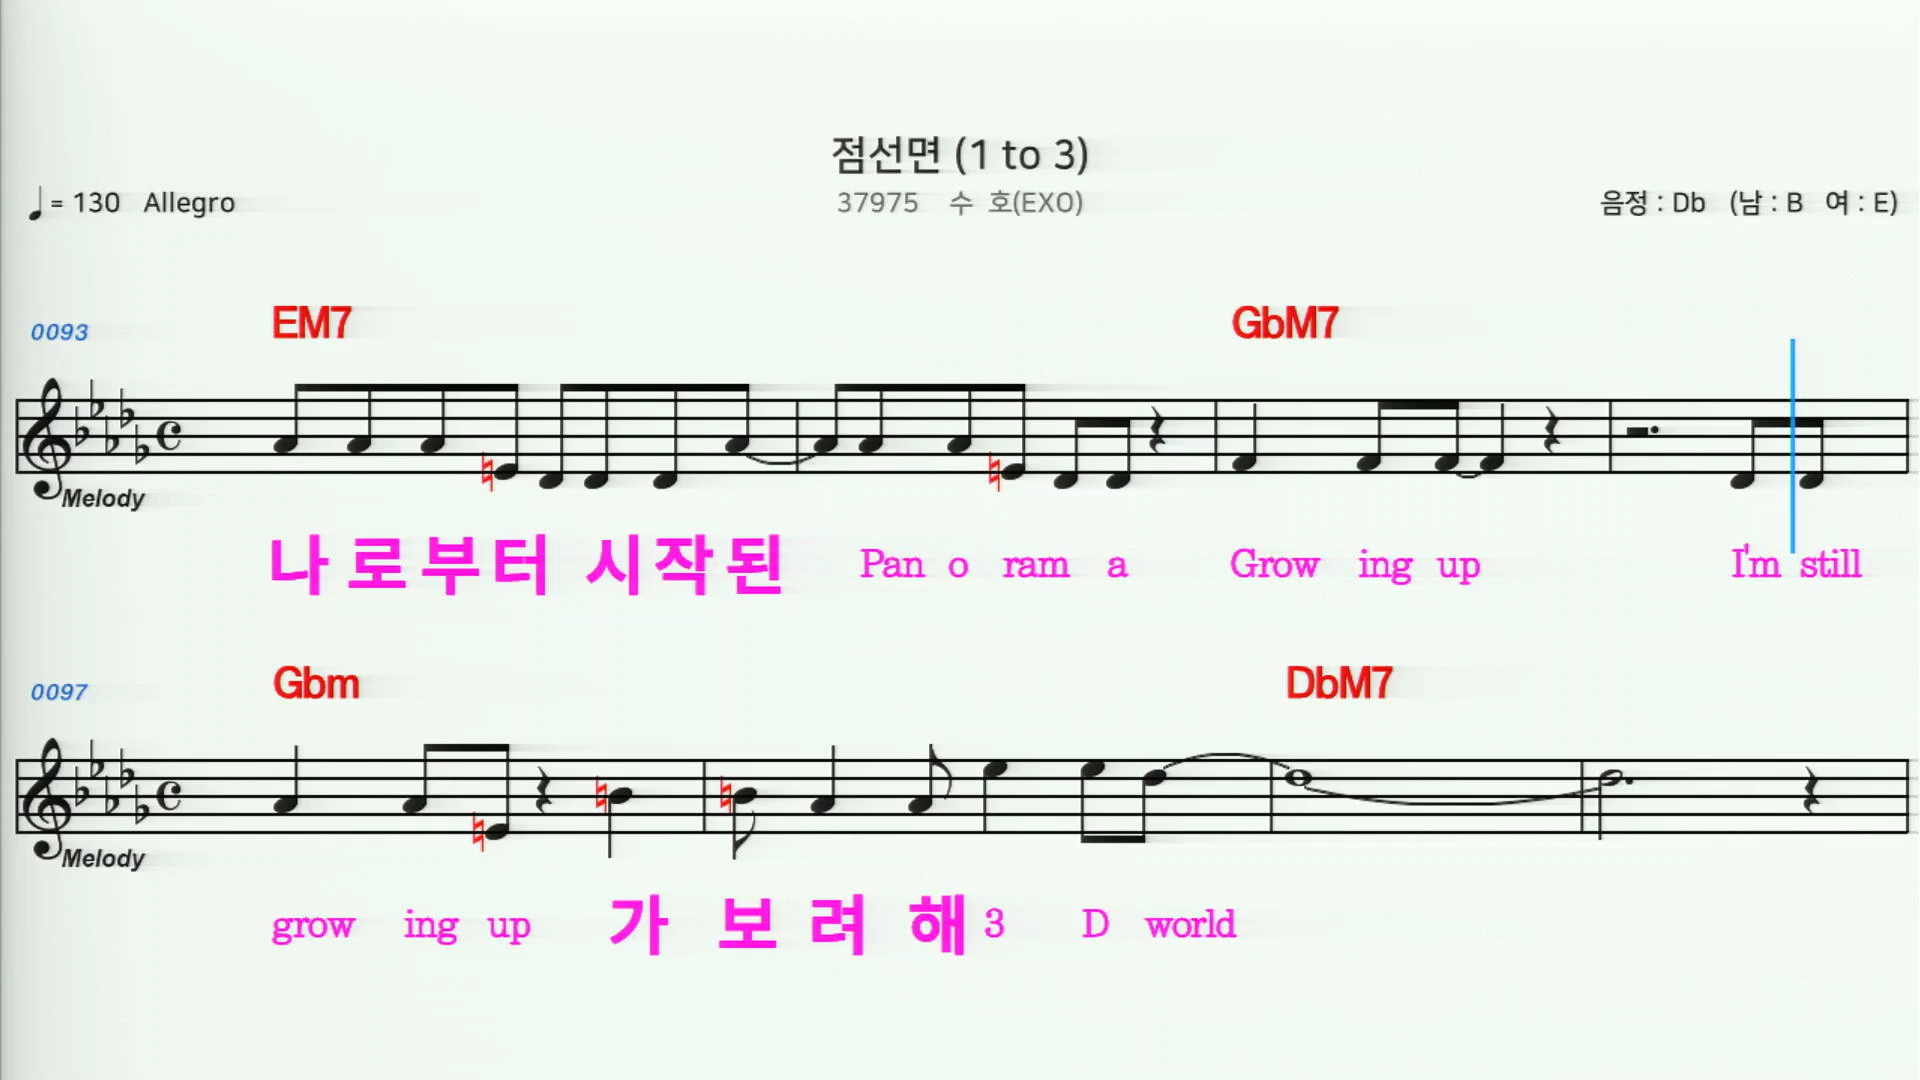 점선면 (1 to 3)
♩= 130 Allegro
37975 수 호(EXO)
음정 : Db (남 : B 여 : E)
0093
EM7 GbM7
Melody
나 로 부 터 시 작 된 Pan o ram a Grow ing up I'm still
0097
Gbm DbM7
Melody
grow ing up 가 보 려 해 3 D world